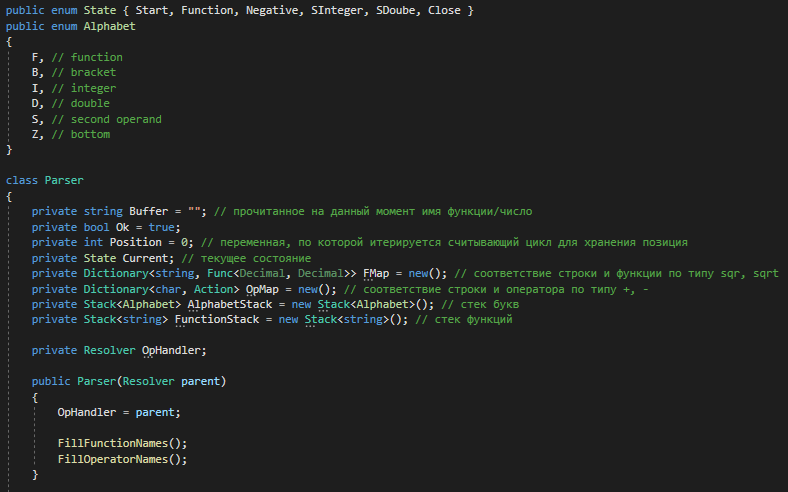 public enum State { Start, Function, Negative, SInteger, SDoube, Close }
public enum Alphabet
{
    F, // function
    B, // bracket
    I, // integer
    D, // double
    S, // second operand
    Z, // bottom
}

class Parser
{
    private string Buffer = ""; // прочитанное на данный момент имя функции/число
    private bool Ok = true;
    private int Position = 0; // переменная, по которой итерируется считывающий цикл для хранения позиция
    private State Current; // текущее состояние
    private Dictionary<string, Func<Decimal, Decimal>> FMap = new(); // соответствие строки и функции по типу sqr, sqrt
    private Dictionary<char, Action> OpMap = new(); // соответствие строки и оператора по типу +, -
    private Stack<Alphabet> AlphabetStack = new Stack<Alphabet>(); // стек букв
    private Stack<string> FunctionStack = new Stack<string>(); // стек функций

    private Resolver OpHandler;

    public Parser(Resolver parent)
    {
        OpHandler = parent;

        FillFunctionNames();
        FillOperatorNames();
    }